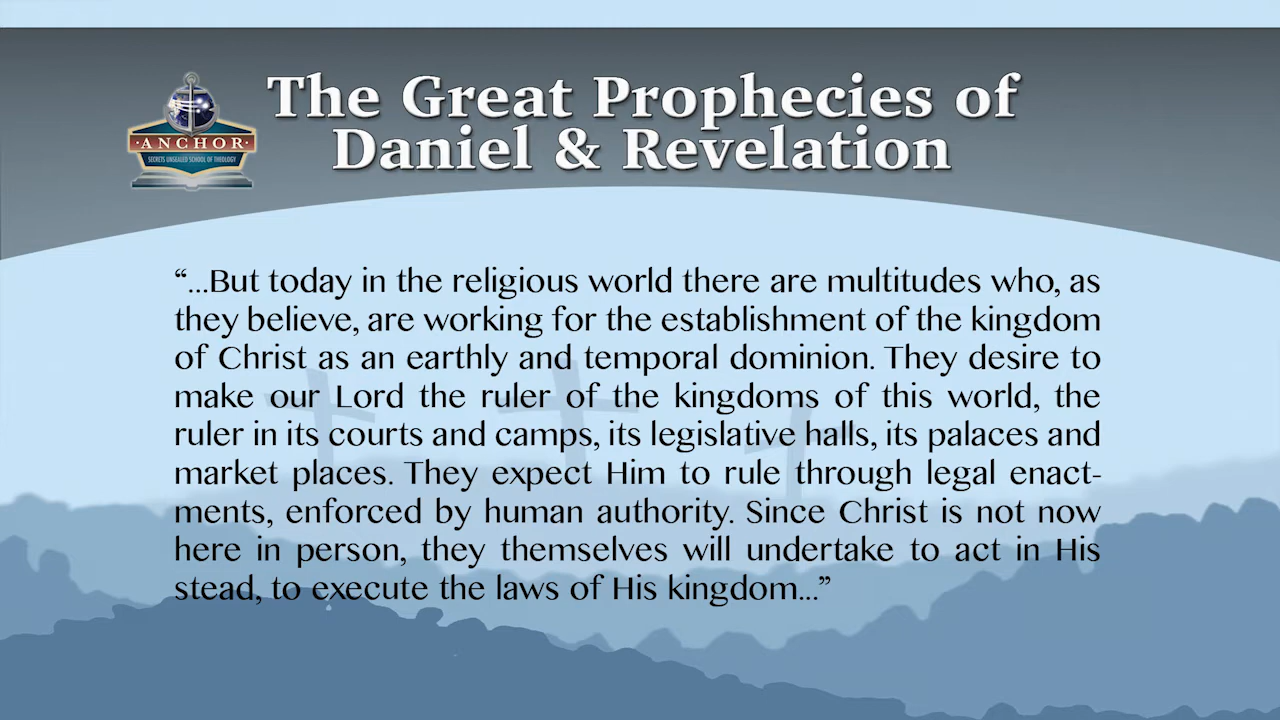 The Great Prophecies of
Daniel & Revelation
·ANCHOR·
SECRETS UNSEALED SCHOOL OF THEOLOGY
“...But today in the religious world there are multitudes who, as
they believe, are working for the establishment of the kingdom
of Christ as an earthly and temporal dominion. They desire to
make our Lord the ruler of the kingdoms of this world, the
ruler in its courts and camps, its legislative halls, its palaces and
market places. They expect Him to rule through legal enact-
ments, enforced by human authority. Since Christ is not now
here in person, they themselves will undertake to act in His
stead, to execute the laws of His kingdom...”